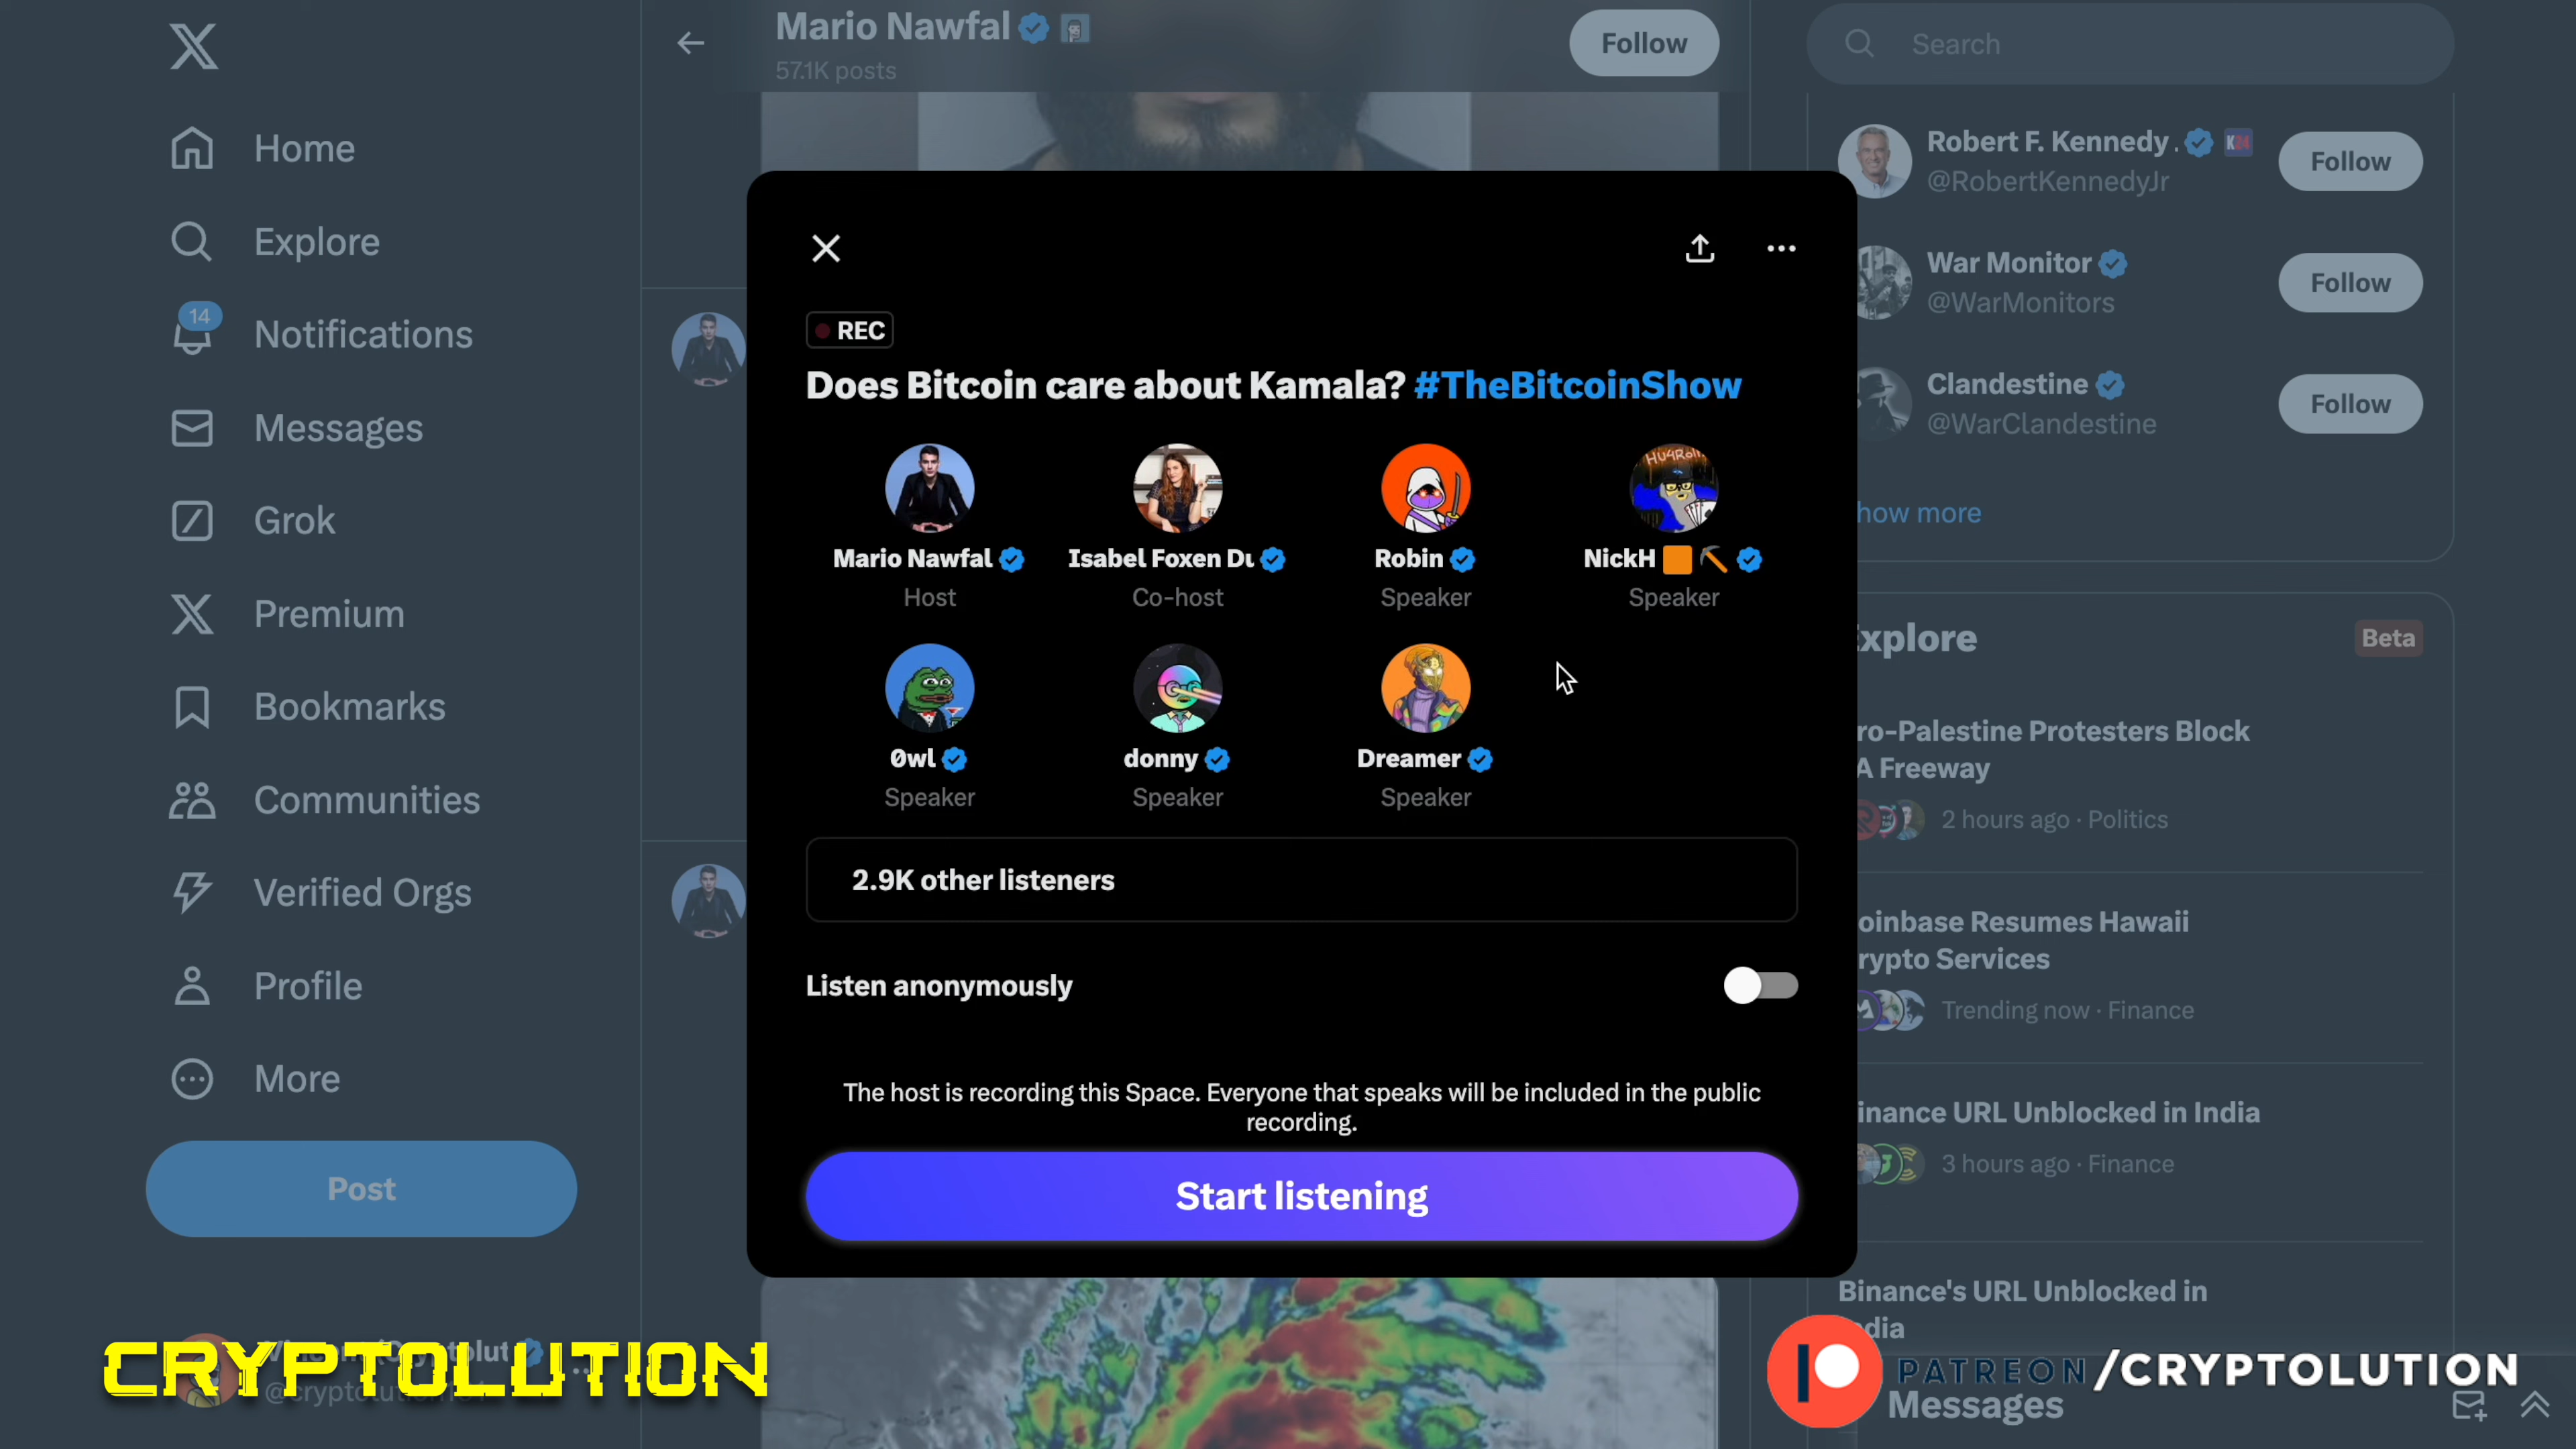 Home
Explore
14
Notifications
Messages
Grok
Premium
Bookmarks
Communities
Verified Orgs
Profile
More
Post
Mario Nawfal
57.1K posts
Follow
REC
Does Bitcoin care about Kamala? #TheBitcoinShow
Mario Nawfal
Host
Isabel Foxen Du
Co-host
Robin
Speaker
Hu4Roll
NickH
Speaker
0wl
Speaker
donny
Speaker
Dreamer
Speaker
2.9K other listeners
Listen anonymously
The host is recording this Space. Everyone that speaks will be included in the public
recording.
Start listening
Search
Robert F. Kennedy .
K24
@RobertKennedyJr
Follow
War Monitor
@WarMonitors
Follow
Clandestine
@WarClandestine
Follow
how more
xplore
Beta
ro-Palestine Protesters Block
A Freeway
2 hours ago · Politics
oinbase Resumes Hawaii
rypto Services
Trending now · Finance
inance URL Unblocked in India
3 hours ago · Finance
Binance's URL Unblocked in
dia
Messages
CRYPTOLUTION
PATREON/CRYPTOLUTION